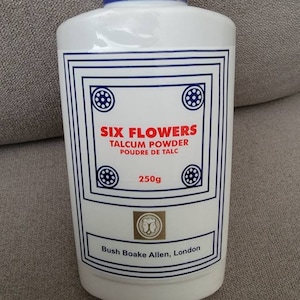 SIX FLOWERS
TALCUM POWDER
POUDRE DE TALC
250g
Bush Boake Allen, London